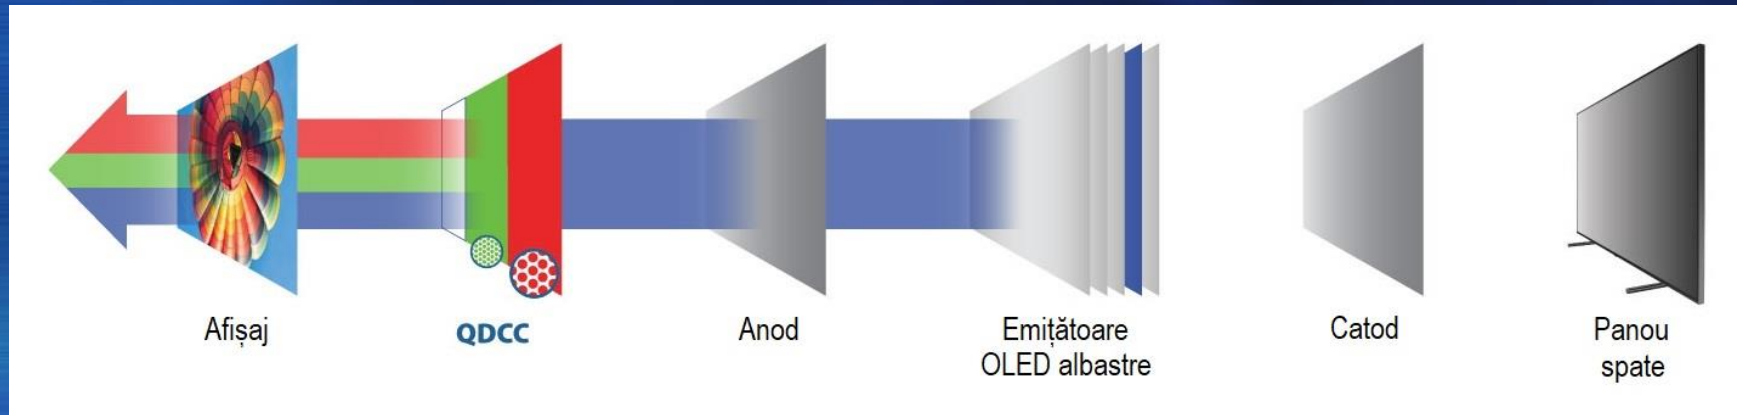 Afișaj
QDCC
Anod
Emițătoare
OLED albastre
Catod
Panou
spate